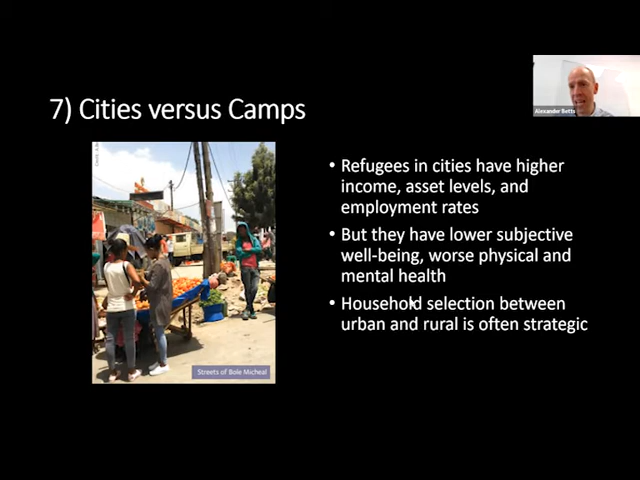 Alexander Betts
7) Cities versus Camps
• Refugees in cities have higher
income, asset levels, and
employment rates
• But they have lower subjective
well-being, worse physical and
mental health
• Household selection between
urban and rural is often strategic
Streets of Bole Micheal